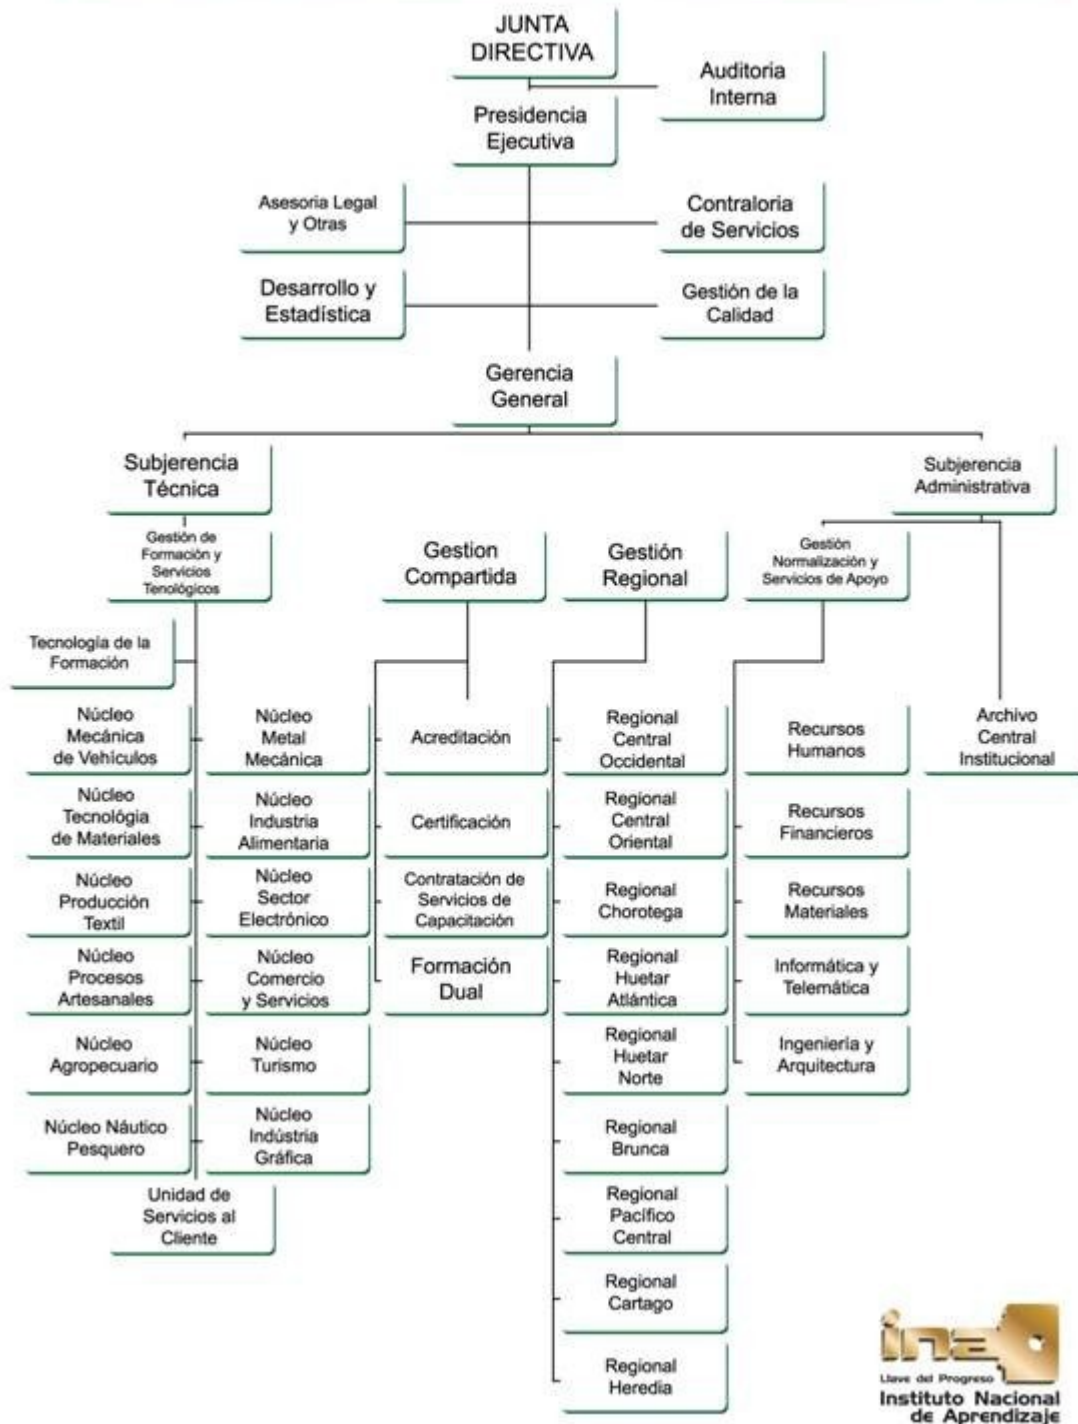 JUNTA
DIRECTIVA
Auditoria
Interna
Presidencia
Ejecutiva
Asesoria Legal
y Otras
Contraloria
de Servicios
Desarrollo y
Estadística
Gestión de la
Calidad
Gerencia
General
Subjerencia
Técnica
Subjerencia
Administrativa
Gestión de
Formación y
Servicios
Tenológicos
Gestion
Compartida
Gestión
Regional
Gestión
Normalización y
Servicios de Apoyo
Tecnología de la
Formación
Núcleo
Mecánica
de Vehículos
Núcleo
Metal
Mecánica
Acreditación
Regional
Central
Occidental
Recursos
Humanos
Archivo
Central
Institucional
Núcleo
Tecnológia
de Materiales
Núcleo
Industria
Alimentaria
Certificación
Regional
Central
Oriental
Recursos
Financieros
Núcleo
Producción
Textil
Núcleo
Sector
Electrónico
Contratación de
Servicios de
Capacitación
Regional
Chorotega
Recursos
Materiales
Núcleo
Procesos
Artesanales
Núcleo
Comercio
y Servicios
Formación
Dual
Regional
Huetar
Atlántica
Informática y
Telemática
Núcleo
Agropecuario
Núcleo
Turismo
Regional
Huetar
Norte
Ingeniería y
Arquitectura
Núcleo Náutico
Pesquero
Núcleo
Indústria
Gráfica
Regional
Brunca
Unidad de
Servicios al
Cliente
Regional
Pacífico
Central
Regional
Cartago
Regional
Heredia
ina
Llave del Progreso
Instituto Nacional
de Aprendizaje